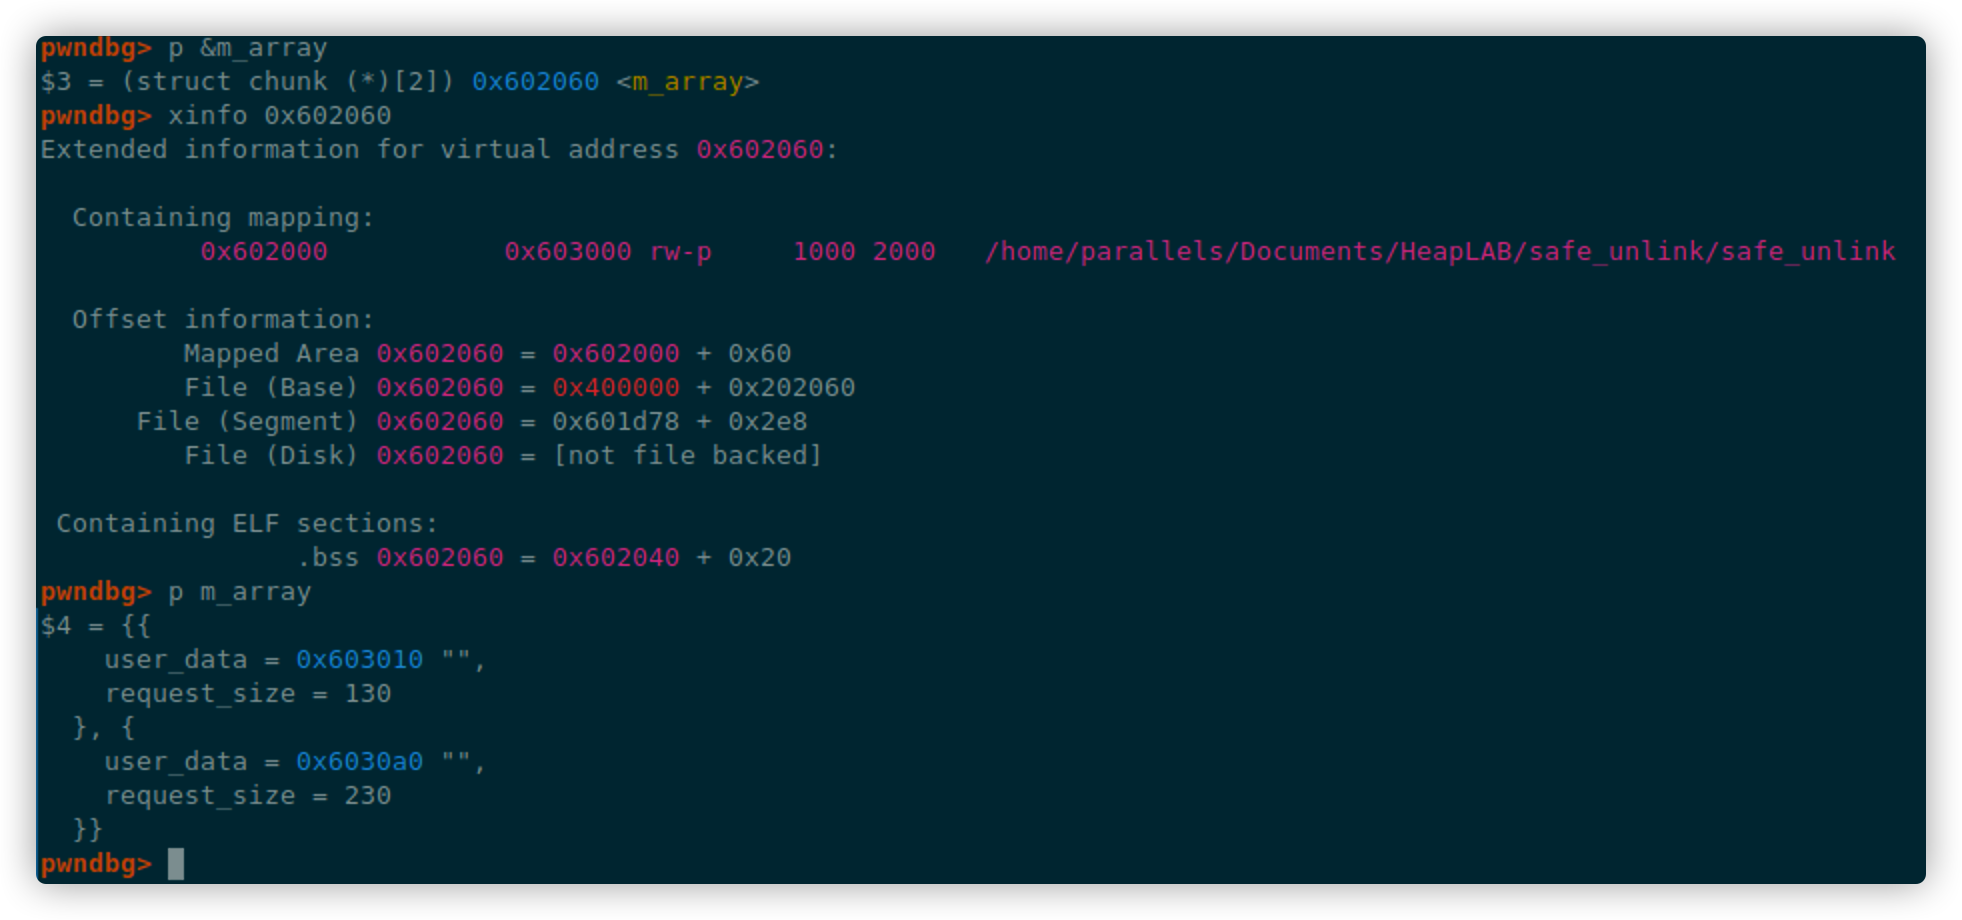 pwndbg> p &m_array
$3 = (struct chunk (*)[2]) 0x602060 <m_array>
pwndbg> xinfo 0x602060
Extended information for virtual address 0x602060:
Containing mapping:
0x602000 0x603000 rw-p 1000 2000 /home/parallels/Documents/HeapLAB/safe_unlink/safe_unlink
Offset information:
Mapped Area 0x602060 = 0x602000 + 0x60
File (Base) 0x602060 = 0x400000 + 0x202060
File (Segment) 0x602060 = 0x601d78 + 0x2e8
File (Disk) 0x602060 = [not file backed]
Containing ELF sections:
.bss 0x602060 = 0x602040 + 0x20
pwndbg> p m_array
$4 = {{
user_data = 0x603010 "",
request_size = 130
}, {
user_data = 0x6030a0 "",
request_size = 230
}}
pwndbg>